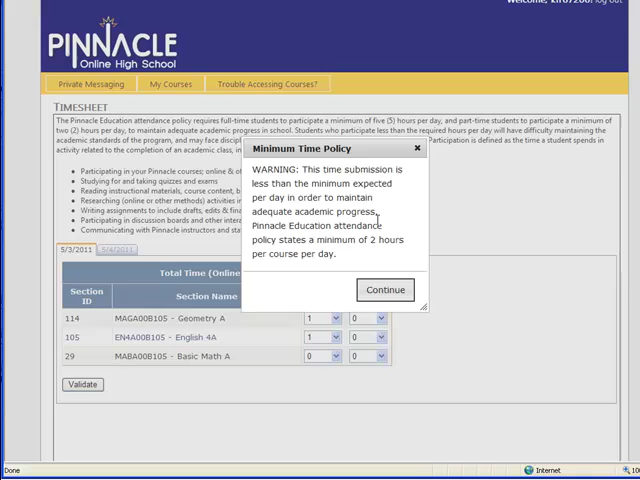 Welcome, kil07206! log out
PINNACLE
Online High School
Private Messaging My Courses Trouble Accessing Courses?
TIMESHEET
The Pinnacle Education attendance policy requires full-time students to participate a minimum of five (5) hours per day, and part-time students to participate a minimum of
two (2) hours per day, to maintain adequate academic progress in school. Students who participate less than the required hours per day will have difficulty maintaining the
academic standards of the program, and may face discipl
Participation is defined as the time a student spends in
activity related to the completion of an academic class, i
• Participating in your Pinnacle courses; online & o
• Studying for and taking quizzes and exams
• Reading instructional materials, course content, b
• Researching (online or other methods) activities in
• Writing assignments to include drafts, edits & fina
• Participating in discussion boards and other intera
• Communicating with Pinnacle instructors and sta
Minimum Time Policy
WARNING: This time submission is
less than the minimum expected
per day in order to maintain
adequate academic progress.
Pinnacle Education attendance
policy states a minimum of 2 hours
per course per day.
Continue
5/3/2011 5/4/2011
Total Time (Online
Section ID Section Name
114 MAGA00B105 - Geometry A 1 0
105 EN4A00B105 - English 4A 1 0
29 MABA00B105 - Basic Math A 0 0
Validate
Done Internet 10